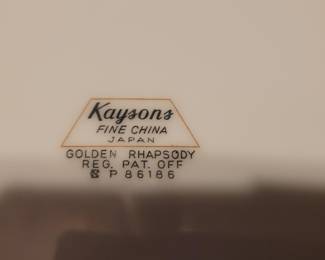 Kaysons
FINE CHINA
JAPAN
GOLDEN RHAPSODY
REG. PAT. OFF
P 86186